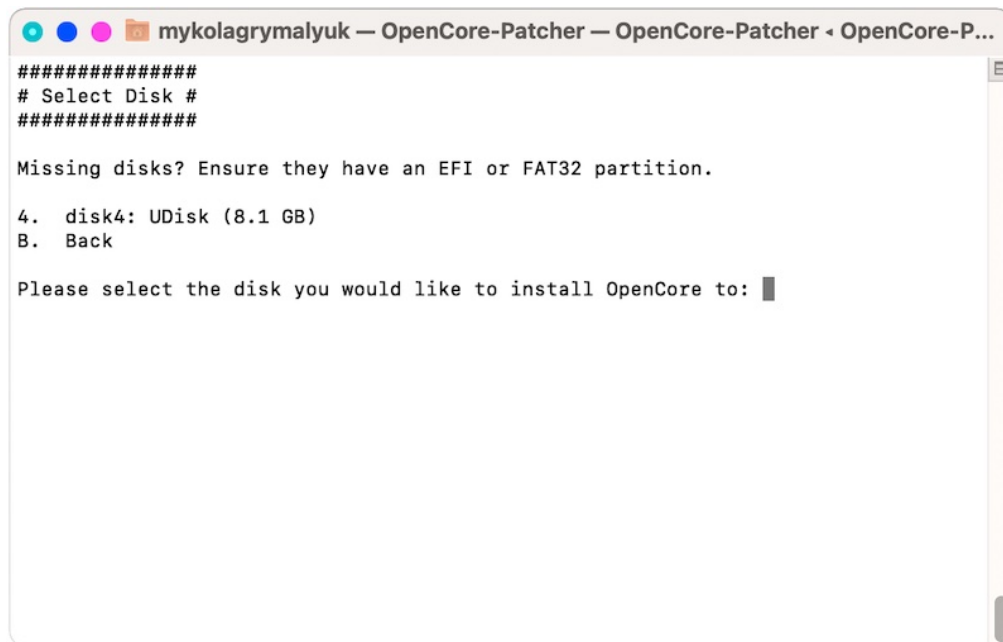 mykolagrymalyuk — OpenCore-Patcher — OpenCore-Patcher ◂ OpenCore-P...
###############
# Select Disk #
###############
Missing disks? Ensure they have an EFI or FAT32 partition.
4.  disk4: UDisk (8.1 GB)
B.  Back
Please select the disk you would like to install OpenCore to: